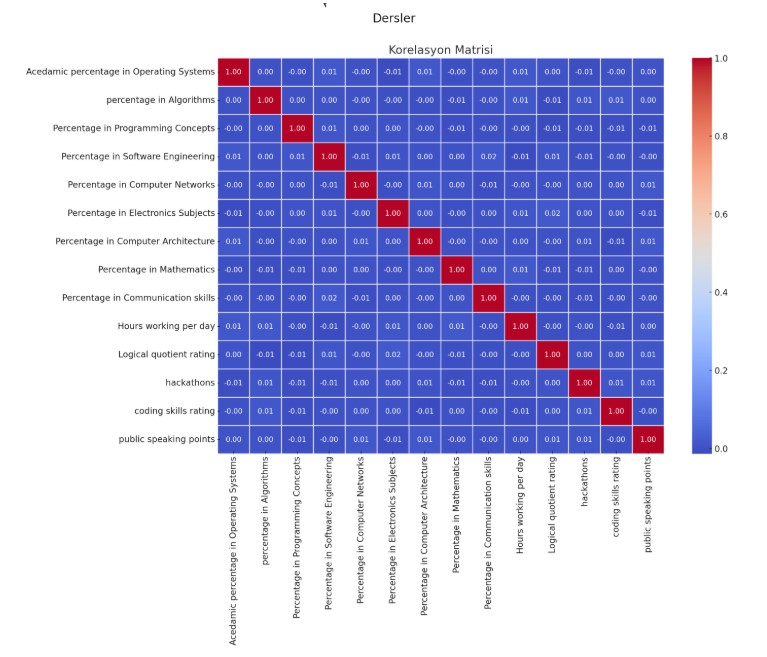 Dersler
Korelasyon Matrisi
Acedamic percentage in Operating Systems 1.00 0.00 -0.00 0.01 -0.00 -0.01 0.01 -0.00 -0.00 0.01 0.00 -0.01 -0.00 0.00
percentage in Algorithms 0.00 1.00 0.00 0.00 -0.00 -0.00 -0.00 -0.01 -0.00 0.01 -0.01 0.01 0.01 0.00
Percentage in Programming Concepts -0.00 0.00 1.00 0.01 0.00 0.00 -0.00 -0.01 -0.00 -0.00 -0.01 -0.01 -0.01 -0.01
Percentage in Software Engineering 0.01 0.00 0.01 1.00 -0.01 0.01 0.00 0.00 0.02 -0.01 0.01 -0.01 -0.00 -0.00
Percentage in Computer Networks -0.00 -0.00 0.00 -0.01 1.00 -0.00 0.01 0.00 -0.01 -0.00 -0.00 0.00 0.00 0.01
Percentage in Electronics Subjects -0.01 -0.00 0.00 0.01 -0.00 1.00 0.00 -0.00 -0.00 0.01 0.02 0.00 0.00 -0.01
Percentage in Computer Architecture 0.01 -0.00 -0.00 0.00 0.01 0.00 1.00 -0.00 -0.00 -0.00 -0.00 0.01 -0.01 0.01
Percentage in Mathematics -0.00 -0.01 -0.01 0.00 0.00 -0.00 -0.00 1.00 0.00 0.01 -0.01 -0.01 0.00 -0.00
Percentage in Communication skills -0.00 -0.00 -0.00 0.02 -0.01 -0.00 -0.00 0.00 1.00 -0.00 -0.00 -0.01 -0.00 -0.00
Hours working per day 0.01 0.01 -0.00 -0.01 -0.00 0.01 -0.00 0.01 -0.00 1.00 -0.00 -0.00 -0.01 -0.00
Logical quotient rating 0.00 -0.01 -0.01 0.01 -0.00 0.02 -0.00 -0.01 -0.00 -0.00 1.00 0.00 0.00 0.01
hackathons -0.01 0.01 -0.01 -0.01 0.00 0.00 0.01 -0.01 -0.01 -0.00 0.00 1.00 0.01 0.01
coding skills rating -0.00 0.01 -0.01 -0.00 0.00 0.00 -0.01 0.00 -0.00 -0.01 0.00 0.01 1.00 -0.00
public speaking points 0.00 0.00 -0.01 -0.00 0.01 -0.01 0.01 -0.00 -0.00 -0.00 0.01 0.01 -0.00 1.00
Acedamic percentage in Operating Systems
percentage in Algorithms
Percentage in Programming Concepts
Percentage in Software Engineering
Percentage in Computer Networks
Percentage in Electronics Subjects
Percentage in Computer Architecture
Percentage in Mathematics
Percentage in Communication skills
Hours working per day
Logical quotient rating
hackathons
coding skills rating
public speaking points
1.0
0.8
0.6
0.4
0.2
0.0